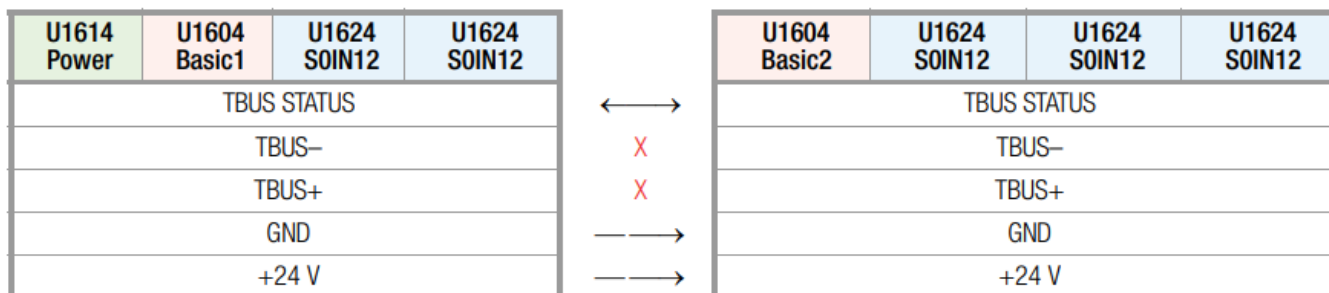 U1614 U1604 U1624 U1624 U1604 U1624 U1624 U1624
Power Basic1 S0IN12 S0IN12 Basic2 S0IN12 S0IN12 S0IN12
TBUS STATUS ⟷ TBUS STATUS
TBUS– X TBUS–
TBUS+ X TBUS+
GND —⟶ GND
+24 V —⟶ +24 V